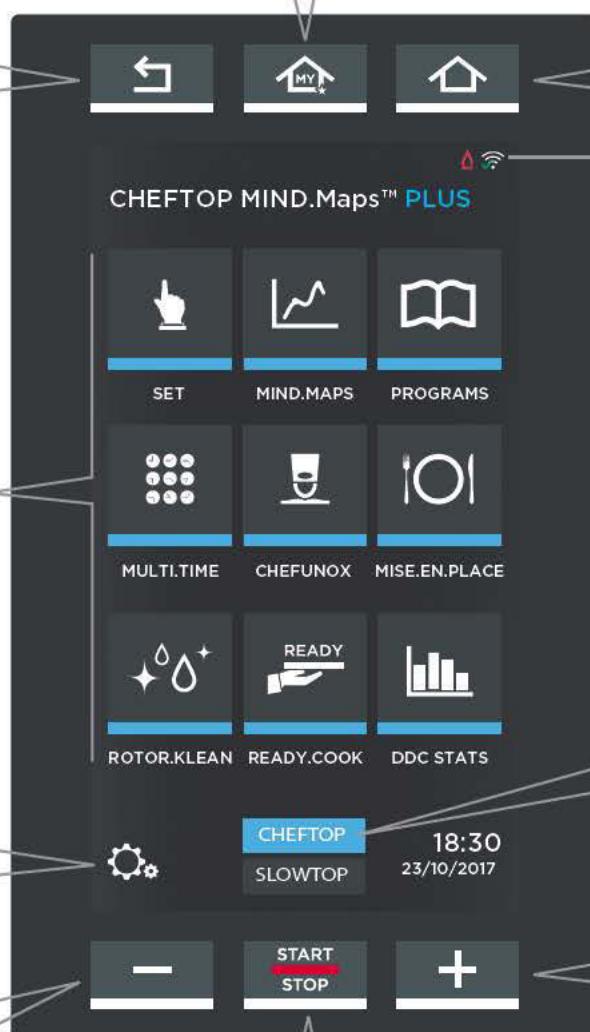 MY
CHEFTOP MIND.Maps™ PLUS
SET MIND.MAPS PROGRAMS
MULTI.TIME CHEFUNOX MISE.EN.PLACE
READY
ROTOR.KLEAN READY.COOK DDC STATS
CHEFTOP
SLOWTOP
18:30
23/10/2017
START
STOP